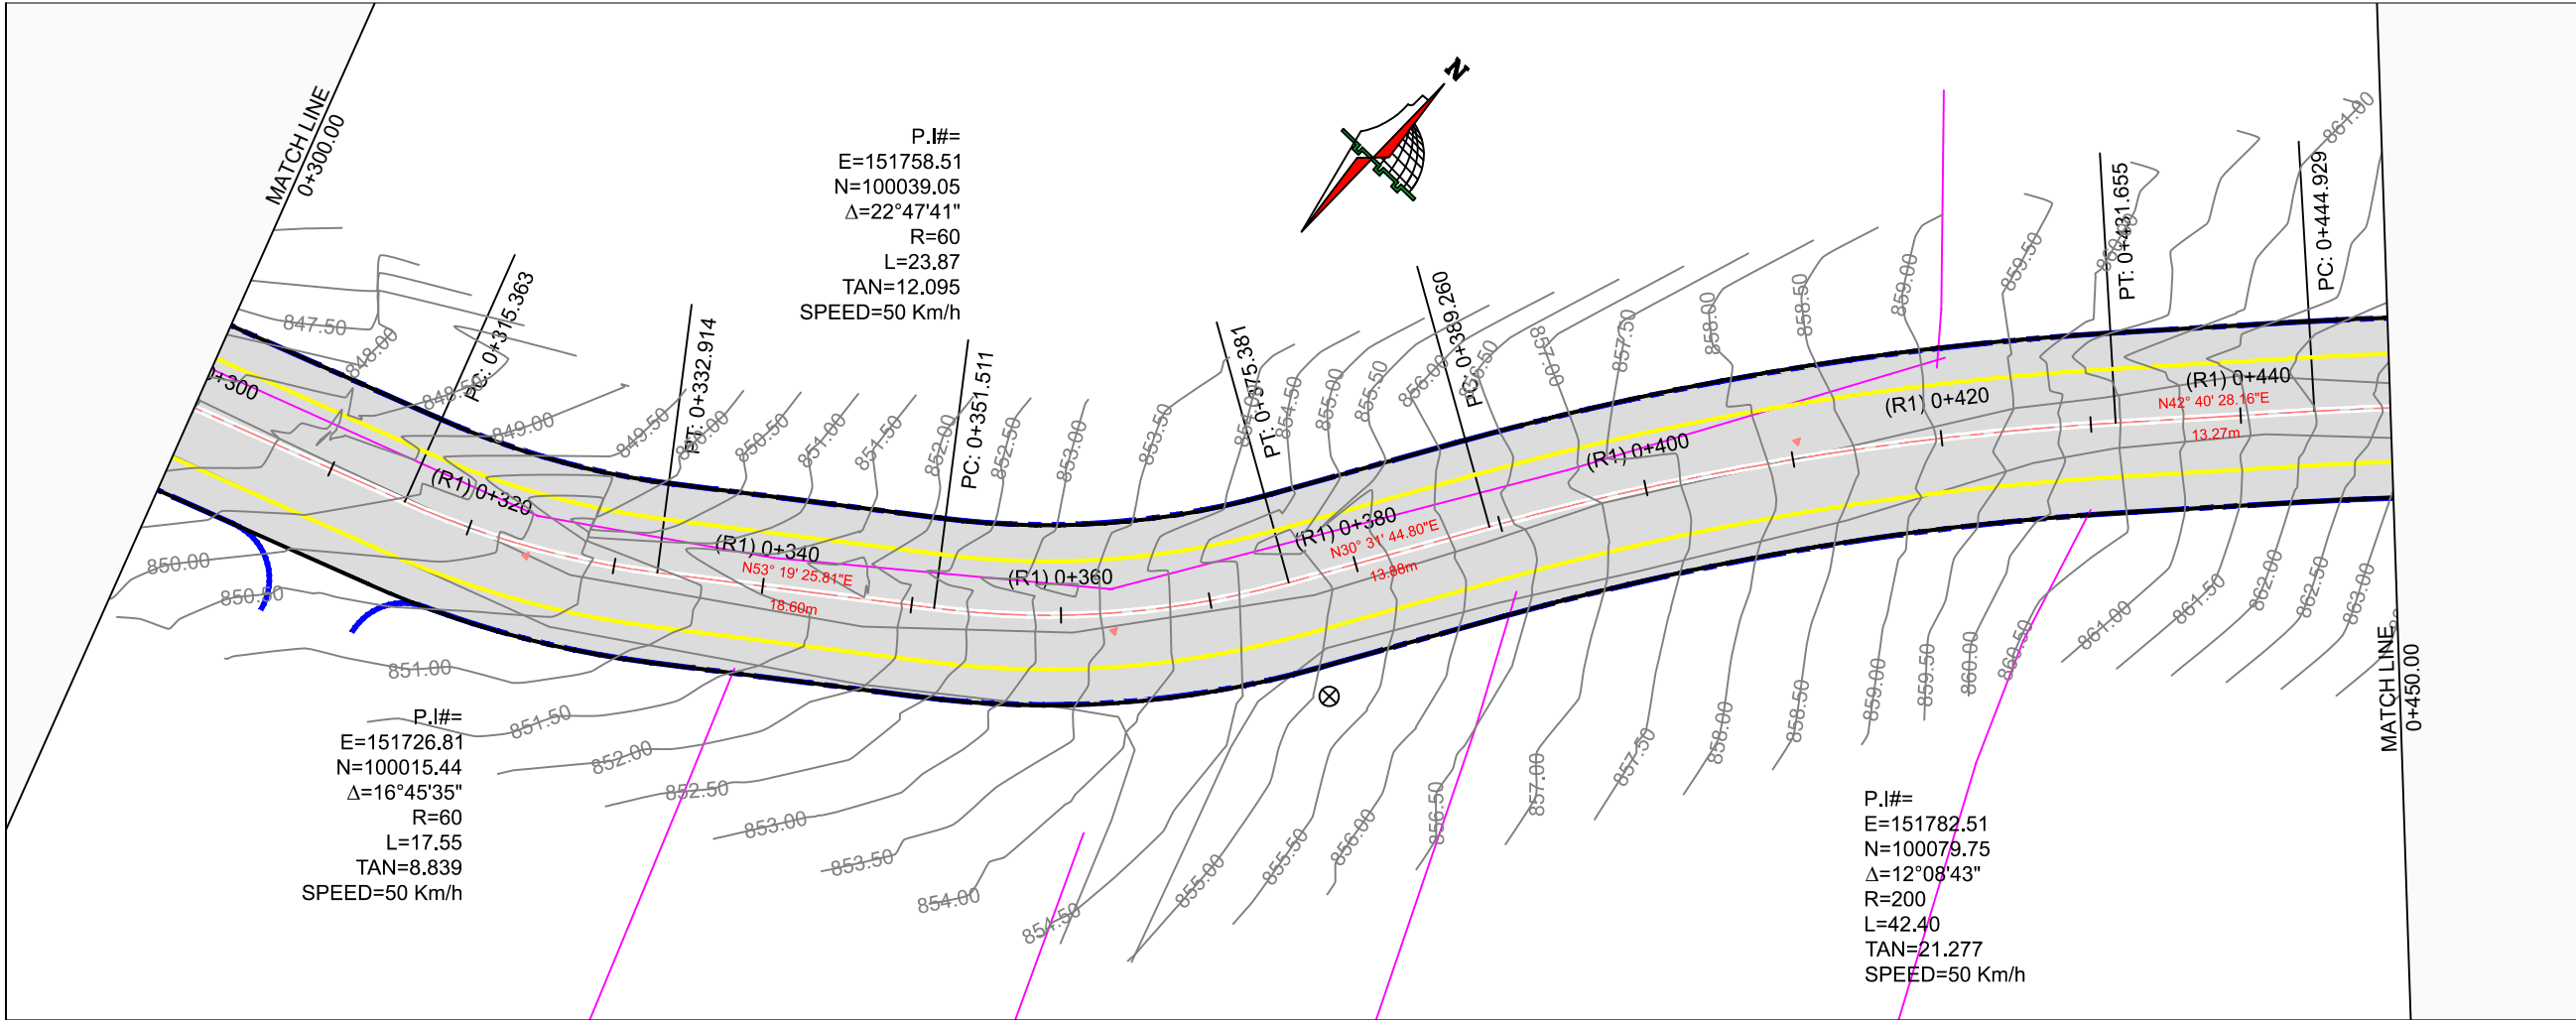 MATCH LINE
0+300.00
N
P.I#=
E=151758.51
N=100039.05
Δ=22°47'41"
R=60
L=23.87
TAN=12.095
SPEED=50 Km/h
PC: 0+315.363
PT: 0+332.914
PC: 0+351.511
PT: 0+375.381
PC: 0+389.260
PT: 0+431.655
PC: 0+444.929
847.50
848.00
848.50
849.00
849.50
850.00
850.50
851.00
851.50
852.00
852.50
853.00
853.50
854.00
854.50
855.00
855.50
856.00
856.50
857.00
857.50
858.00
858.50
859.00
859.50
861.00
0+300
(R1) 0+320
(R1) 0+340
N53° 19' 25.81"E
18.60m
(R1) 0+360
(R1) 0+380
N30° 31' 44.80"E
13.88m
(R1) 0+400
(R1) 0+420
(R1) 0+440
N42° 40' 28.16"E
13.27m
850.00
850.50
851.00
851.50
852.00
852.50
853.00
853.50
854.00
854.50
855.00
855.50
856.00
856.50
857.00
857.50
858.00
858.50
859.00
859.50
860.00
860.50
861.00
861.50
862.00
862.50
863.00
P.I#=
E=151726.81
N=100015.44
Δ=16°45'35"
R=60
L=17.55
TAN=8.839
SPEED=50 Km/h
P.I#=
E=151782.51
N=100079.75
Δ=12°08'43"
R=200
L=42.40
TAN=21.277
SPEED=50 Km/h
MATCH LINE
0+450.00